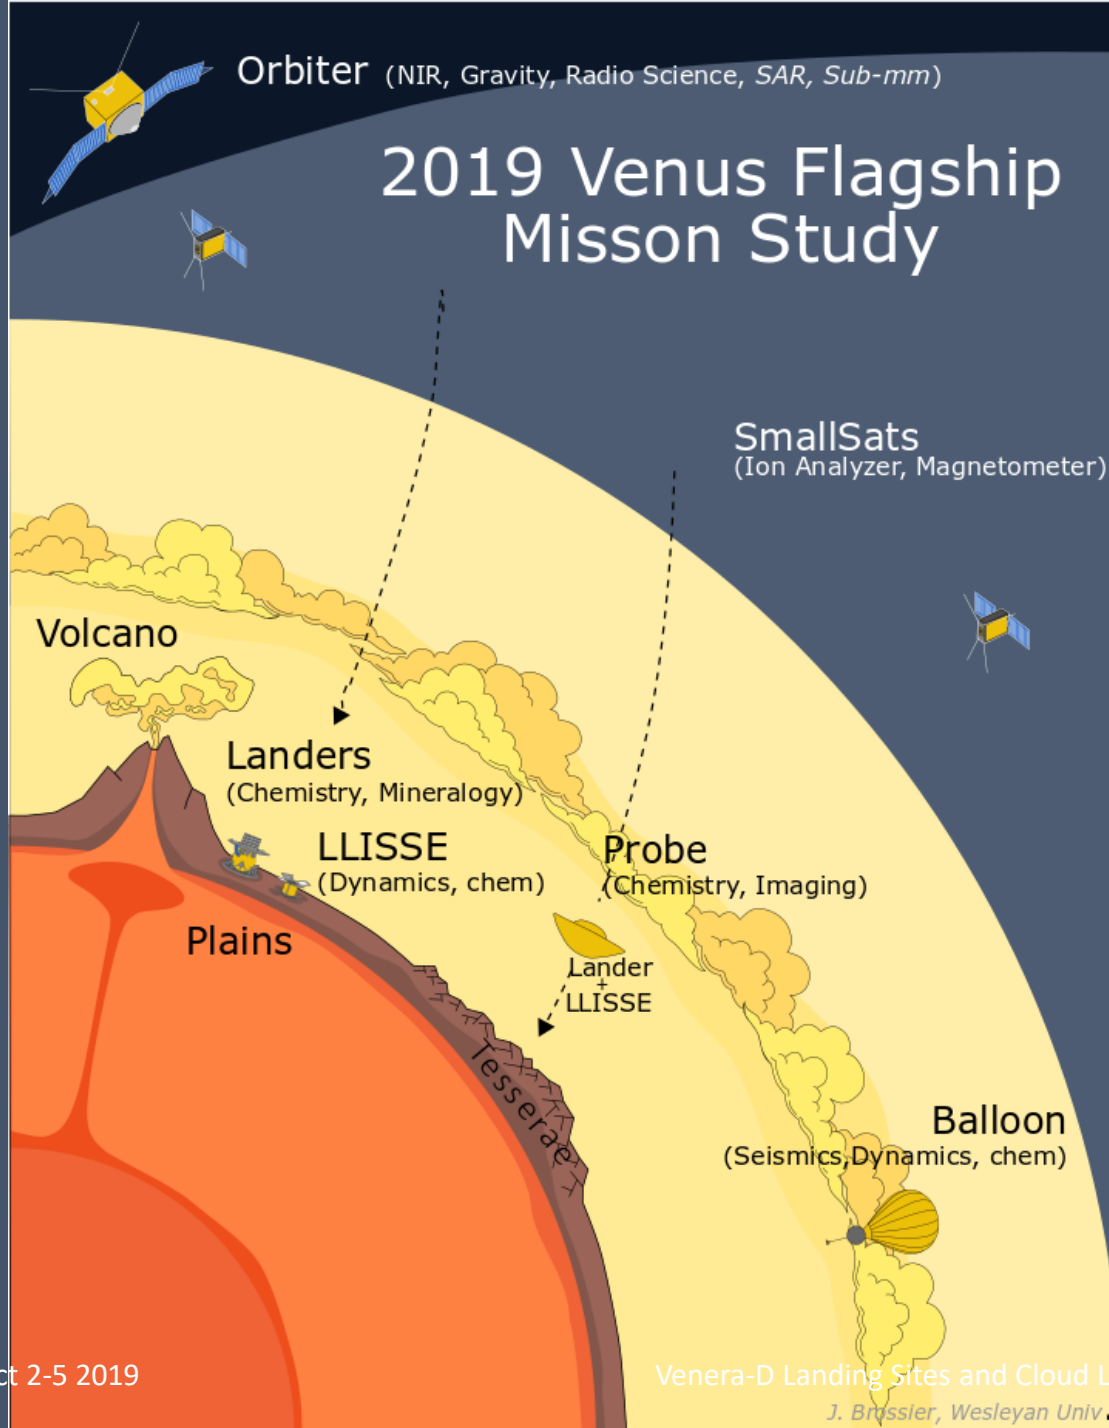 Orbiter (NIR, Gravity, Radio Science, SAR, Sub-mm)
2019 Venus Flagship
Misson Study
SmallSats
(Ion Analyzer, Magnetometer)
Volcano
Landers
(Chemistry, Mineralogy)
LLISSE
(Dynamics, chem)
Probe
(Chemistry, Imaging)
Plains
Lander
+
LLISSE
Tesserae
Balloon
(Seismics,Dynamics, chem)
ct 2-5 2019
Venera-D Landing Sites and Cloud L
J. Brossier, Wesleyan Univ.